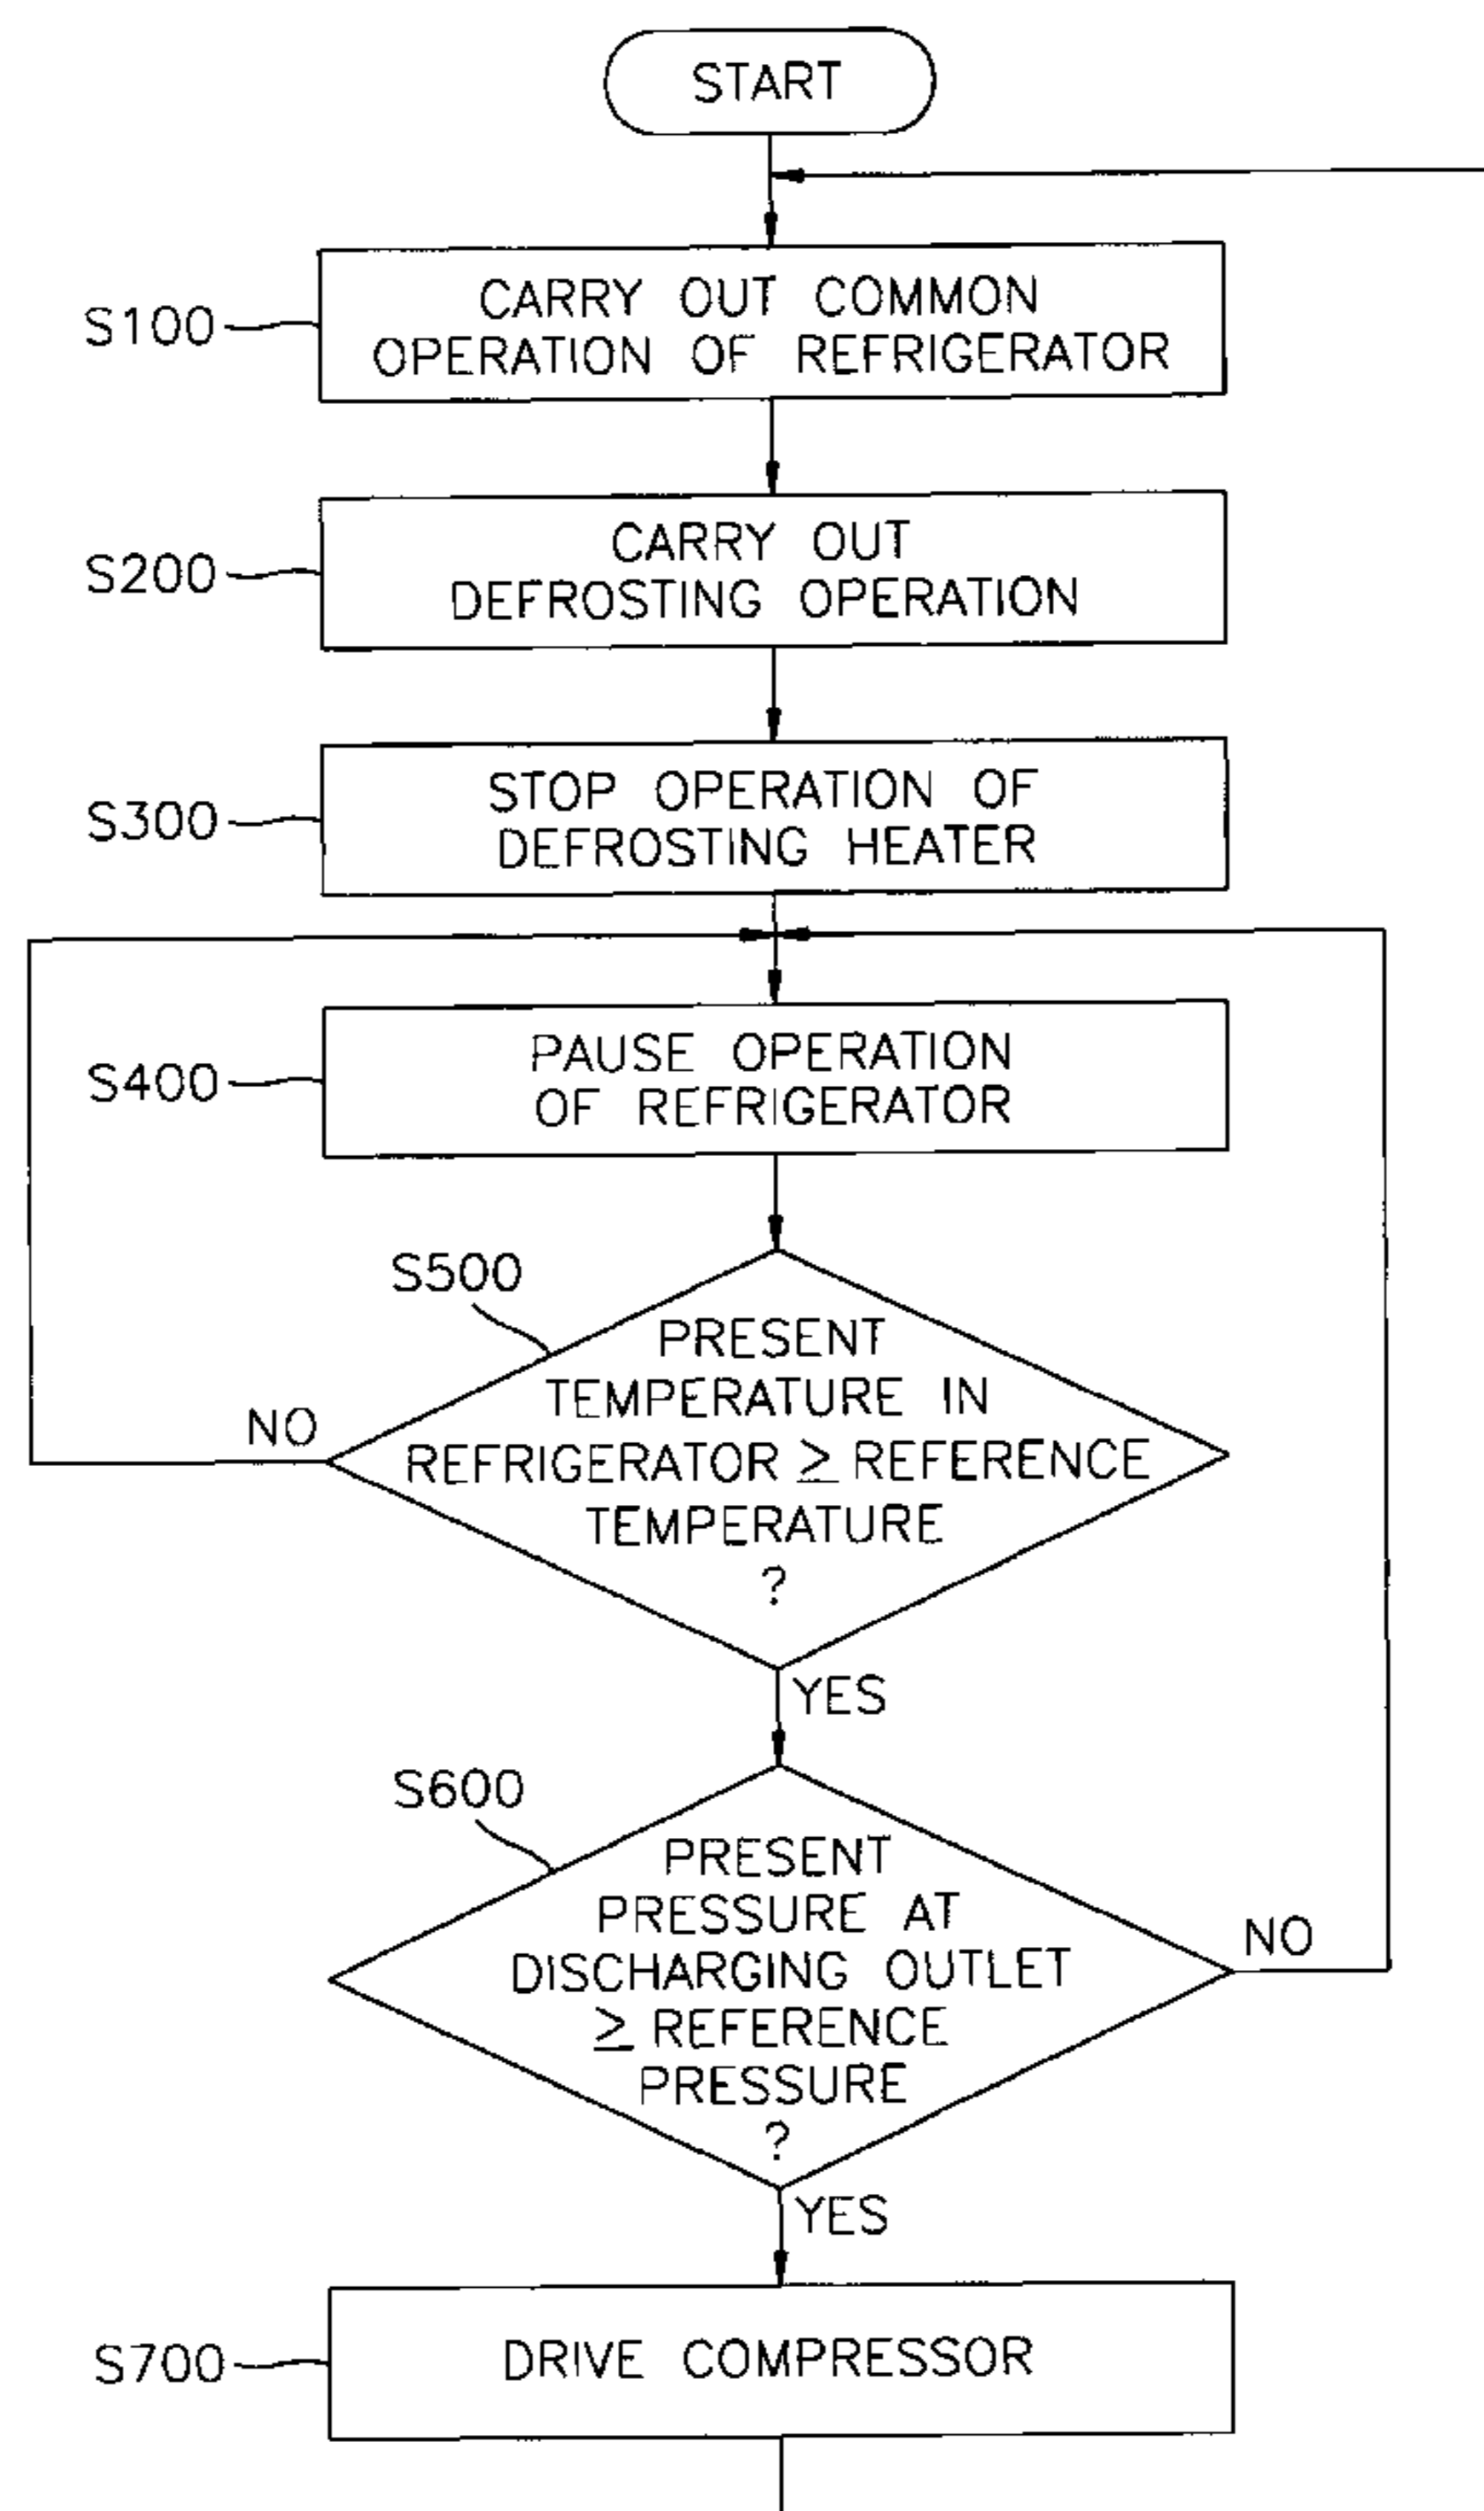 START
S100
CARRY OUT COMMON
OPERATION OF REFRIGERATOR
S200
CARRY OUT
DEFROSTING OPERATION
S300
STOP OPERATION OF
DEFROSTING HEATER
S400
PAUSE OPERATION
OF REFRIGERATOR
S500
PRESENT
TEMPERATURE IN
REFRIGERATOR ≥ REFERENCE
TEMPERATURE
?
NO
YES
S600
PRESENT
PRESSURE AT
DISCHARGING OUTLET
≥ REFERENCE
PRESSURE
?
NO
YES
S700
DRIVE COMPRESSOR